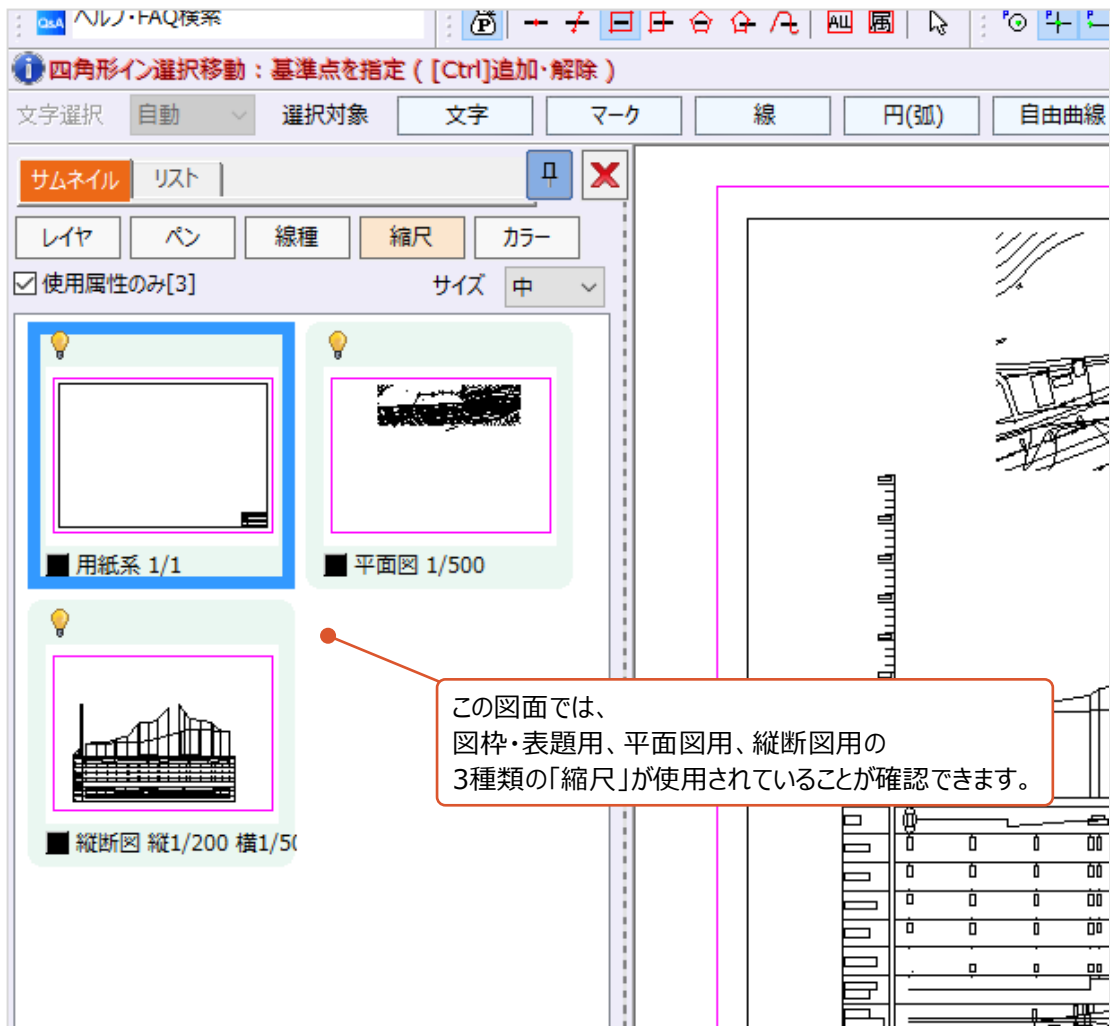 Q&A ヘルプ・FAQ検索 P ALL 属 P P
四角形イン選択移動：基準点を指定 ( [Ctrl]追加・解除 )
文字選択 自動 選択対象 文字 マーク 線 円(弧) 自由曲線
サムネイル リスト
レイヤ ペン 線種 縮尺 カラー
使用属性のみ[3] サイズ 中
用紙系 1/1 平面図 1/500
この図面では、
図枠・表題用、平面図用、縦断図用の
3種類の「縮尺」が使用されていることが確認できます。
縦断図 縦1/200 横1/50